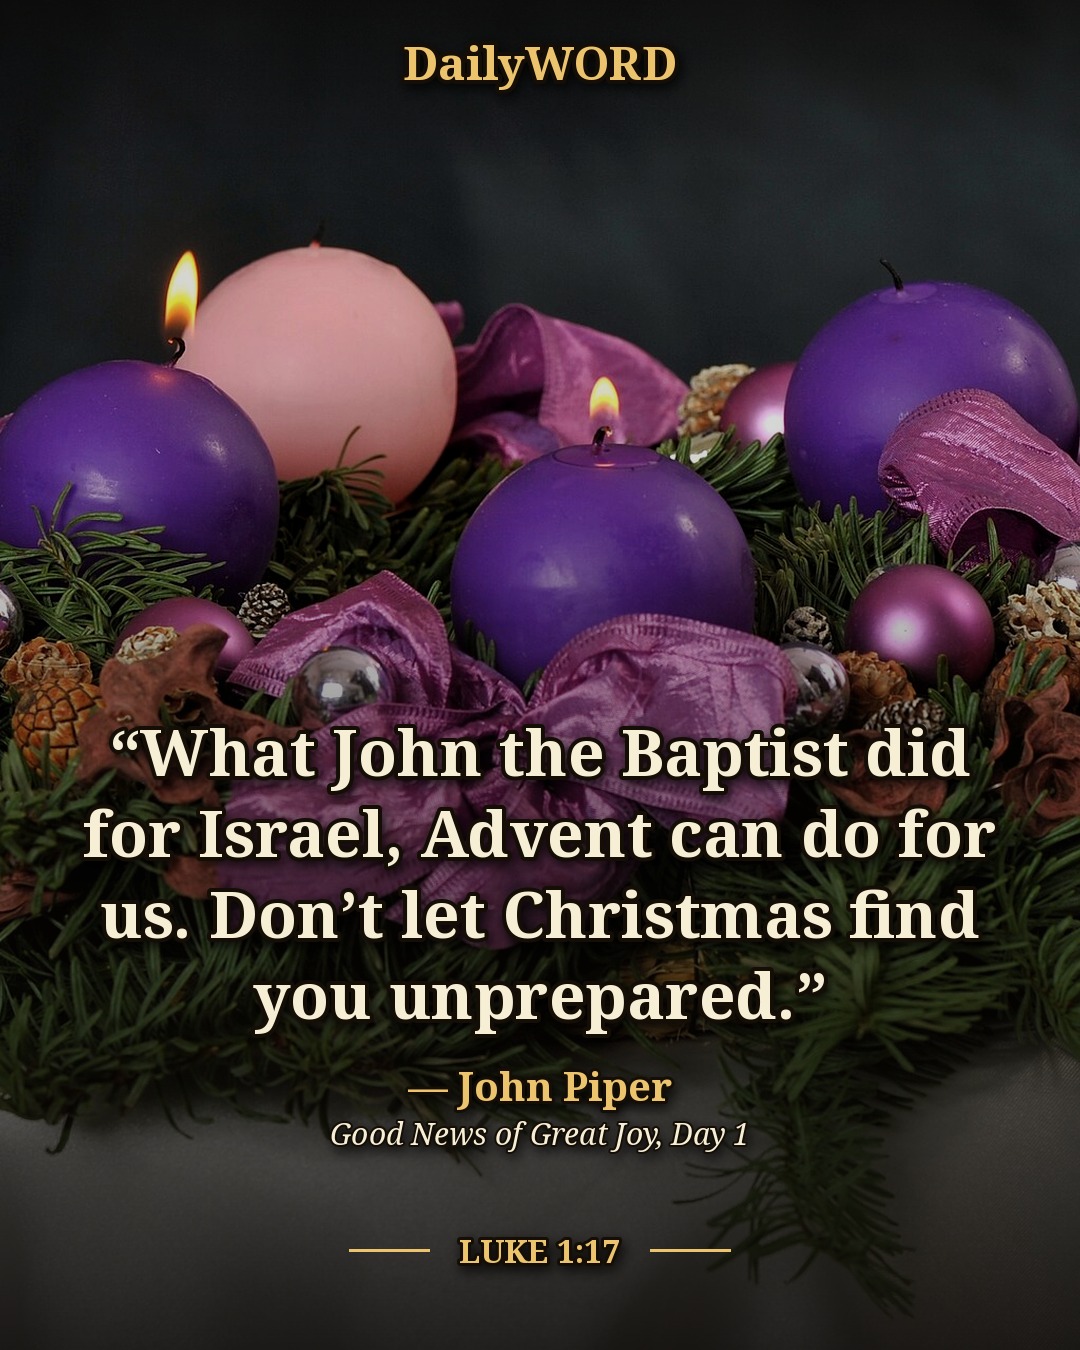 DailyWORD
“What John the Baptist did
for Israel, Advent can do for
us. Don’t let Christmas find
you unprepared.”
— John Piper
Good News of Great Joy, Day 1
LUKE 1:17